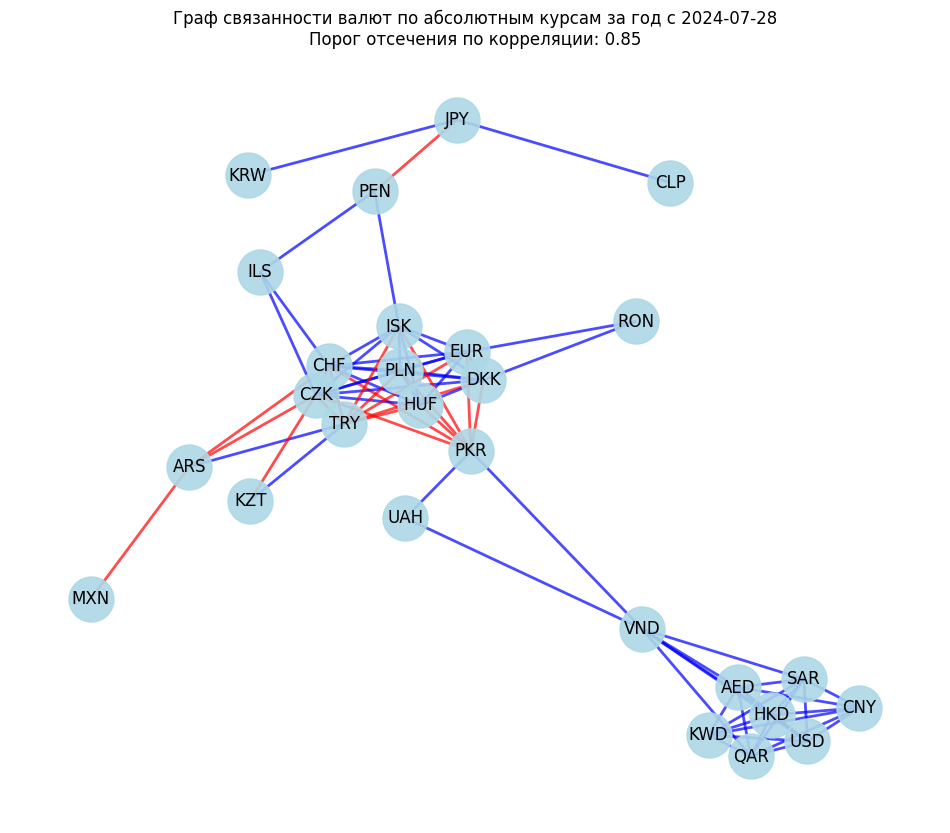 Граф связанности валют по абсолютным курсам за год с 2024-07-28
Порог отсечения по корреляции: 0.85
JPY
KRW
CLP
PEN
ILS
RON
ISK
EUR
CHF
PLN
DKK
CZK
HUF
TRY
PKR
ARS
KZT
UAH
MXN
VND
SAR
AED
CNY
HKD
KWD
USD
QAR